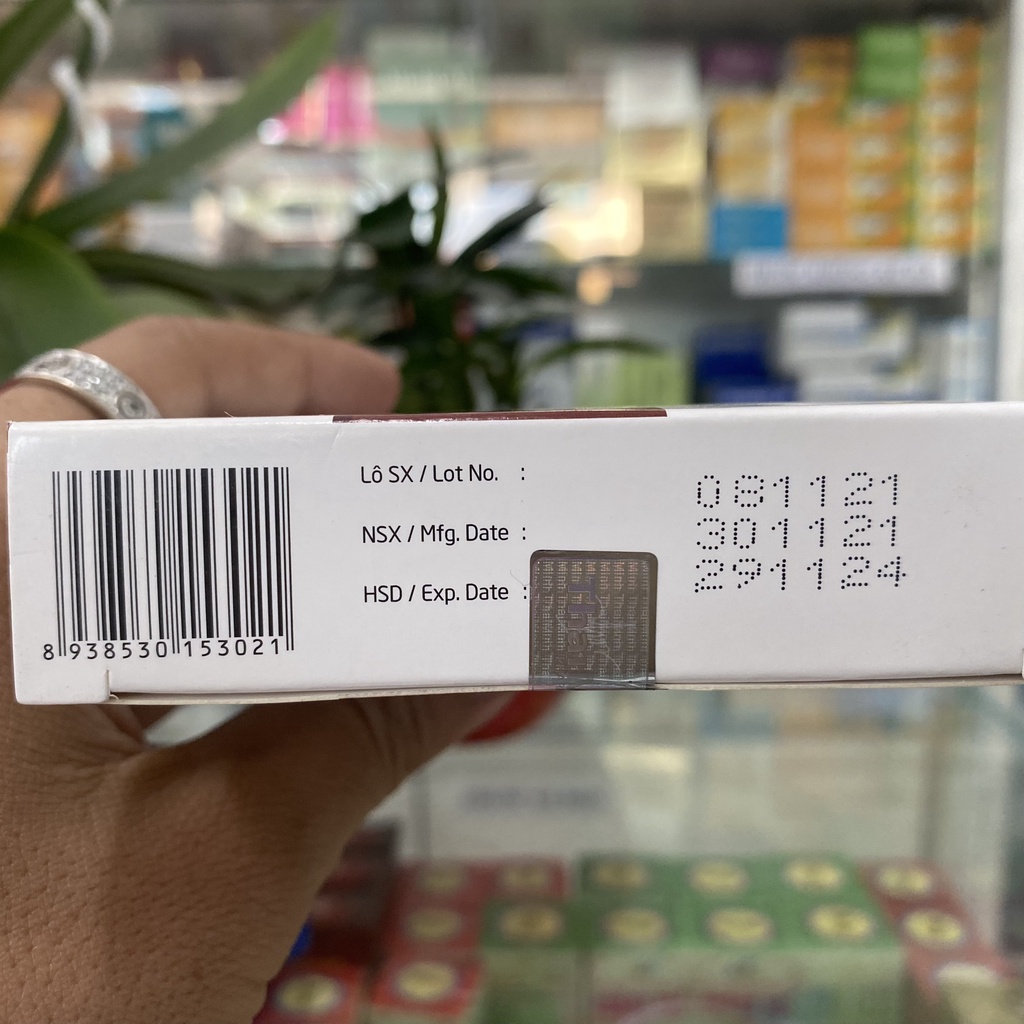 Lô SX / Lot No. : 081121
NSX / Mfg. Date : 301121
HSD / Exp. Date : 291124
8 938530 153021